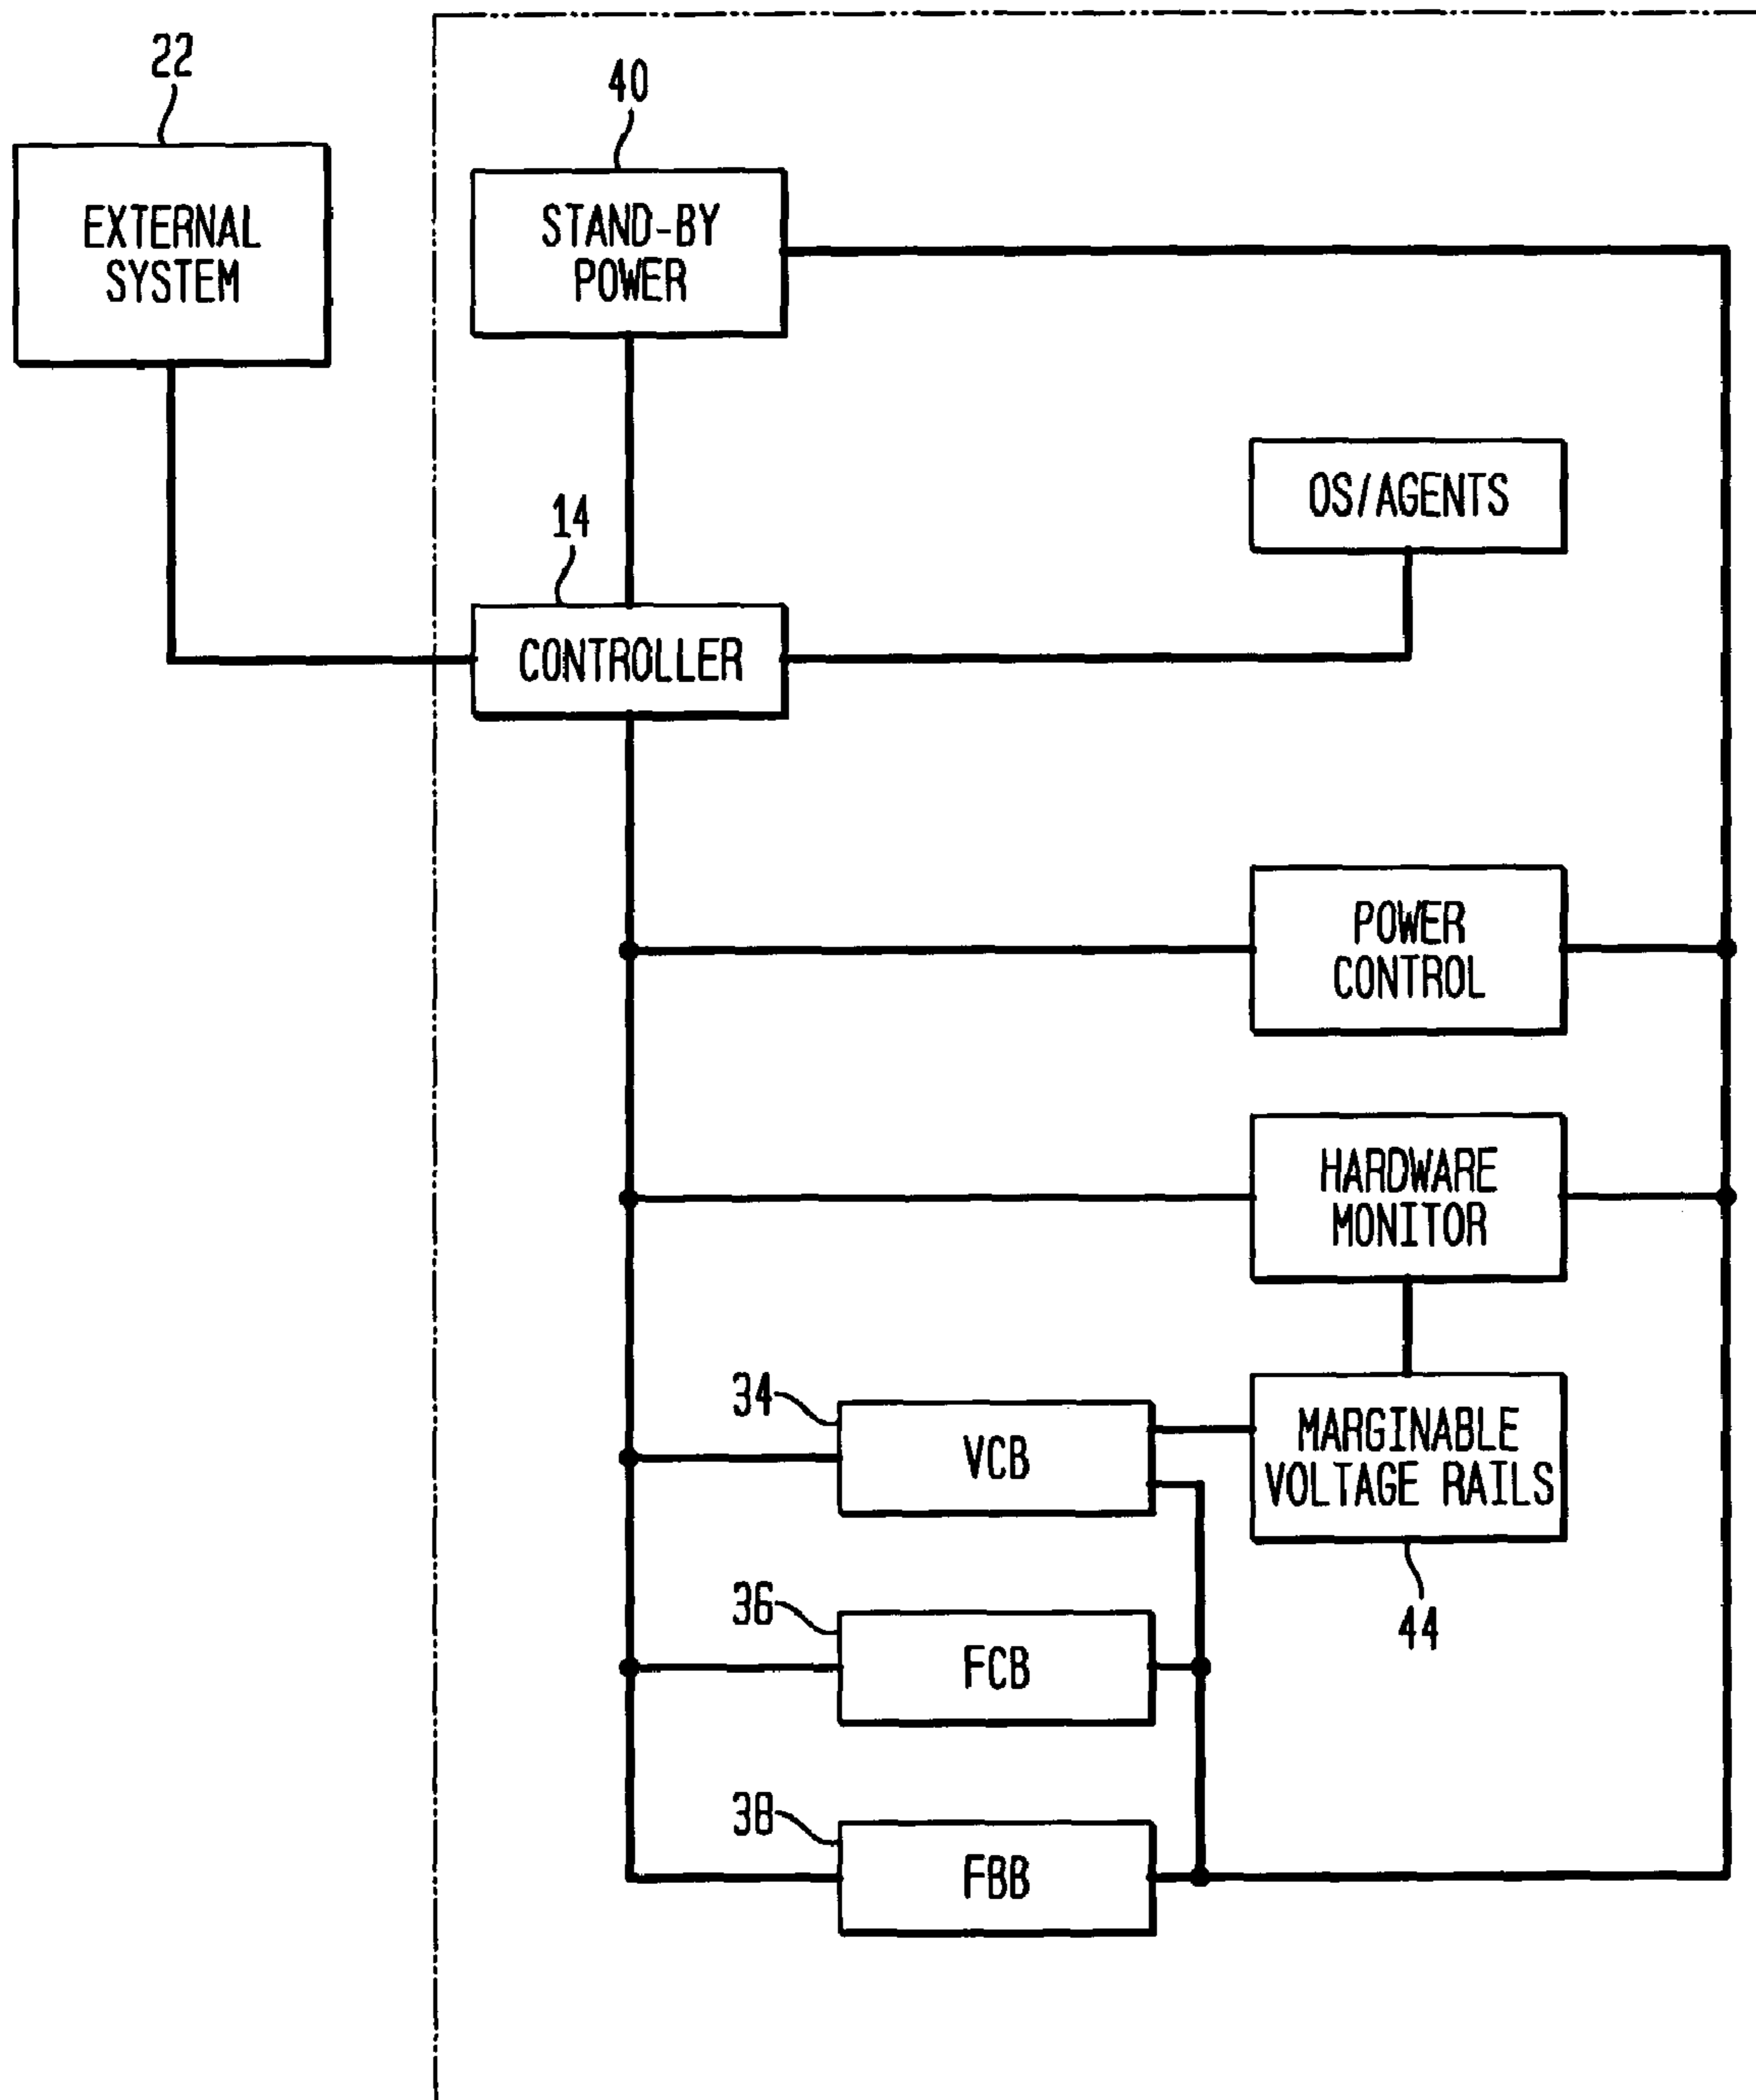 22
40
EXTERNAL
SYSTEM
STAND-BY
POWER
14
OS/AGENTS
CONTROLLER
POWER
CONTROL
HARDWARE
MONITOR
34
VCB
MARGINABLE
VOLTAGE RAILS
36
FCB
44
38
FBB